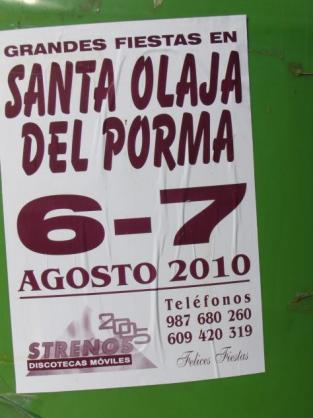 GRANDES FIESTAS EN
SANTA OLAJA
DEL PORMA
6-7
AGOSTO 2010
2005
STRENOS
DISCOTECAS MÓVILES
Teléfonos
987 680 260
609 420 319
Felices Fiestas